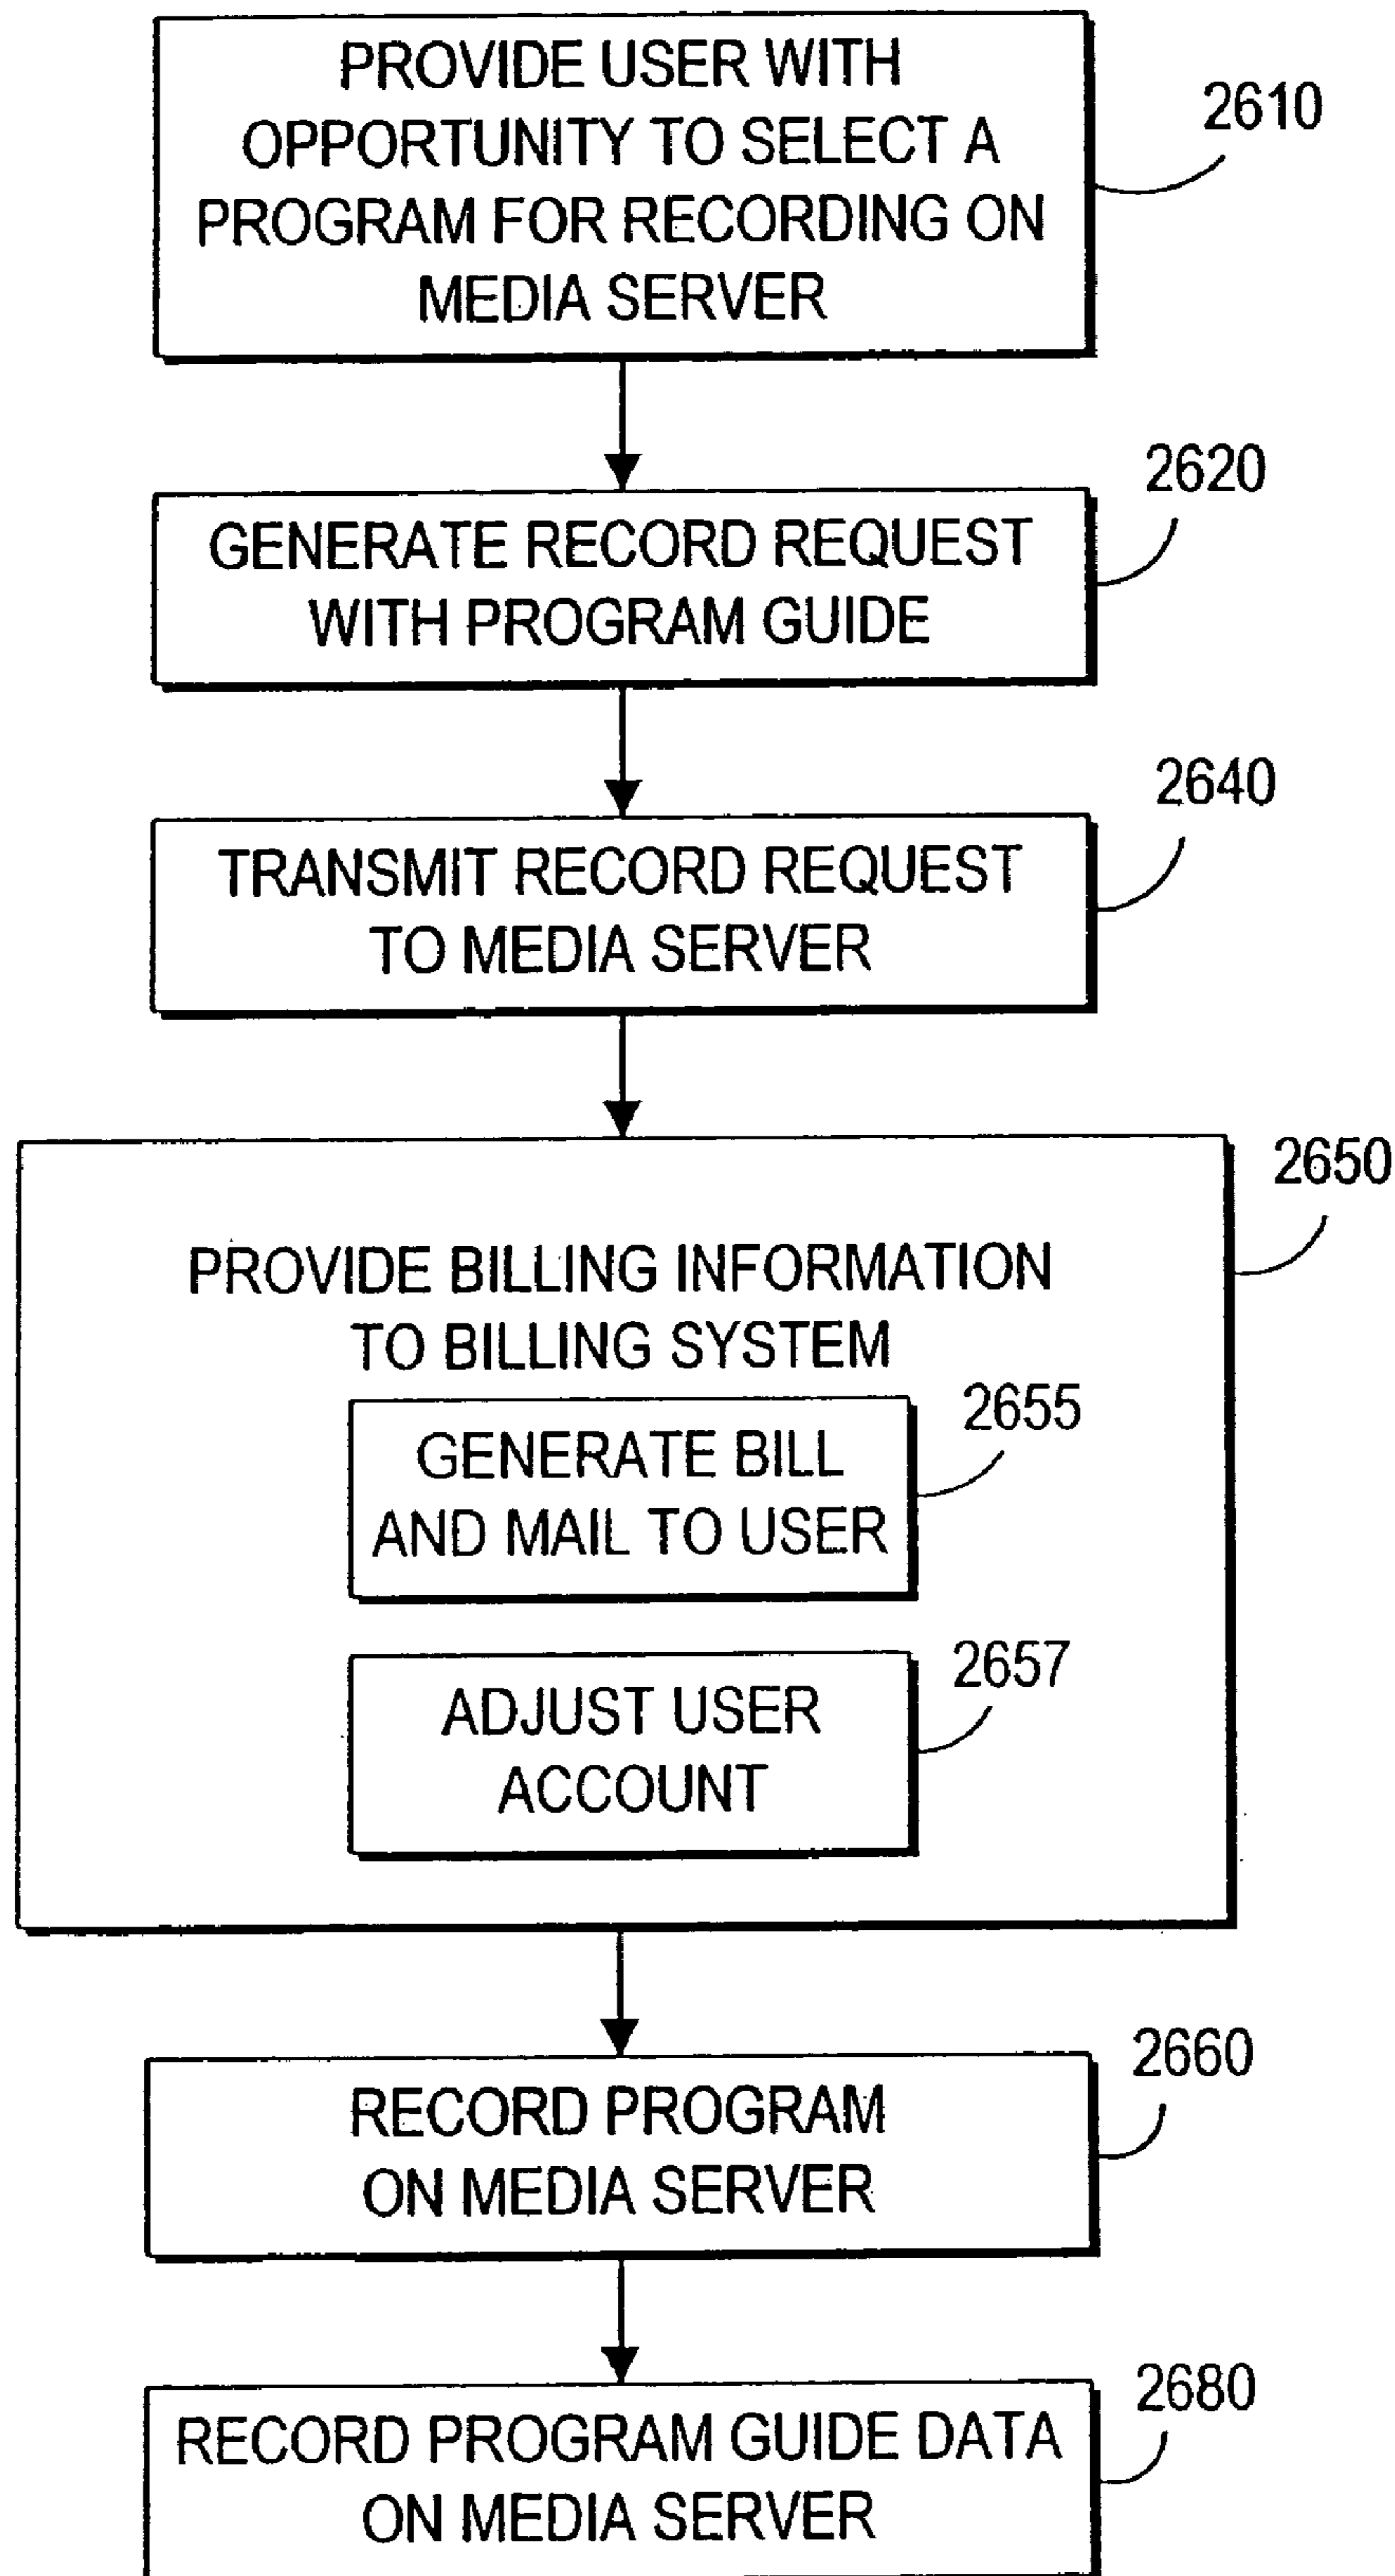 PROVIDE USER WITH
OPPORTUNITY TO SELECT A
PROGRAM FOR RECORDING ON
MEDIA SERVER
2610
2620
GENERATE RECORD REQUEST
WITH PROGRAM GUIDE
2640
TRANSMIT RECORD REQUEST
TO MEDIA SERVER
2650
PROVIDE BILLING INFORMATION
TO BILLING SYSTEM
2655
GENERATE BILL
AND MAIL TO USER
2657
ADJUST USER
ACCOUNT
2660
RECORD PROGRAM
ON MEDIA SERVER
2680
RECORD PROGRAM GUIDE DATA
ON MEDIA SERVER